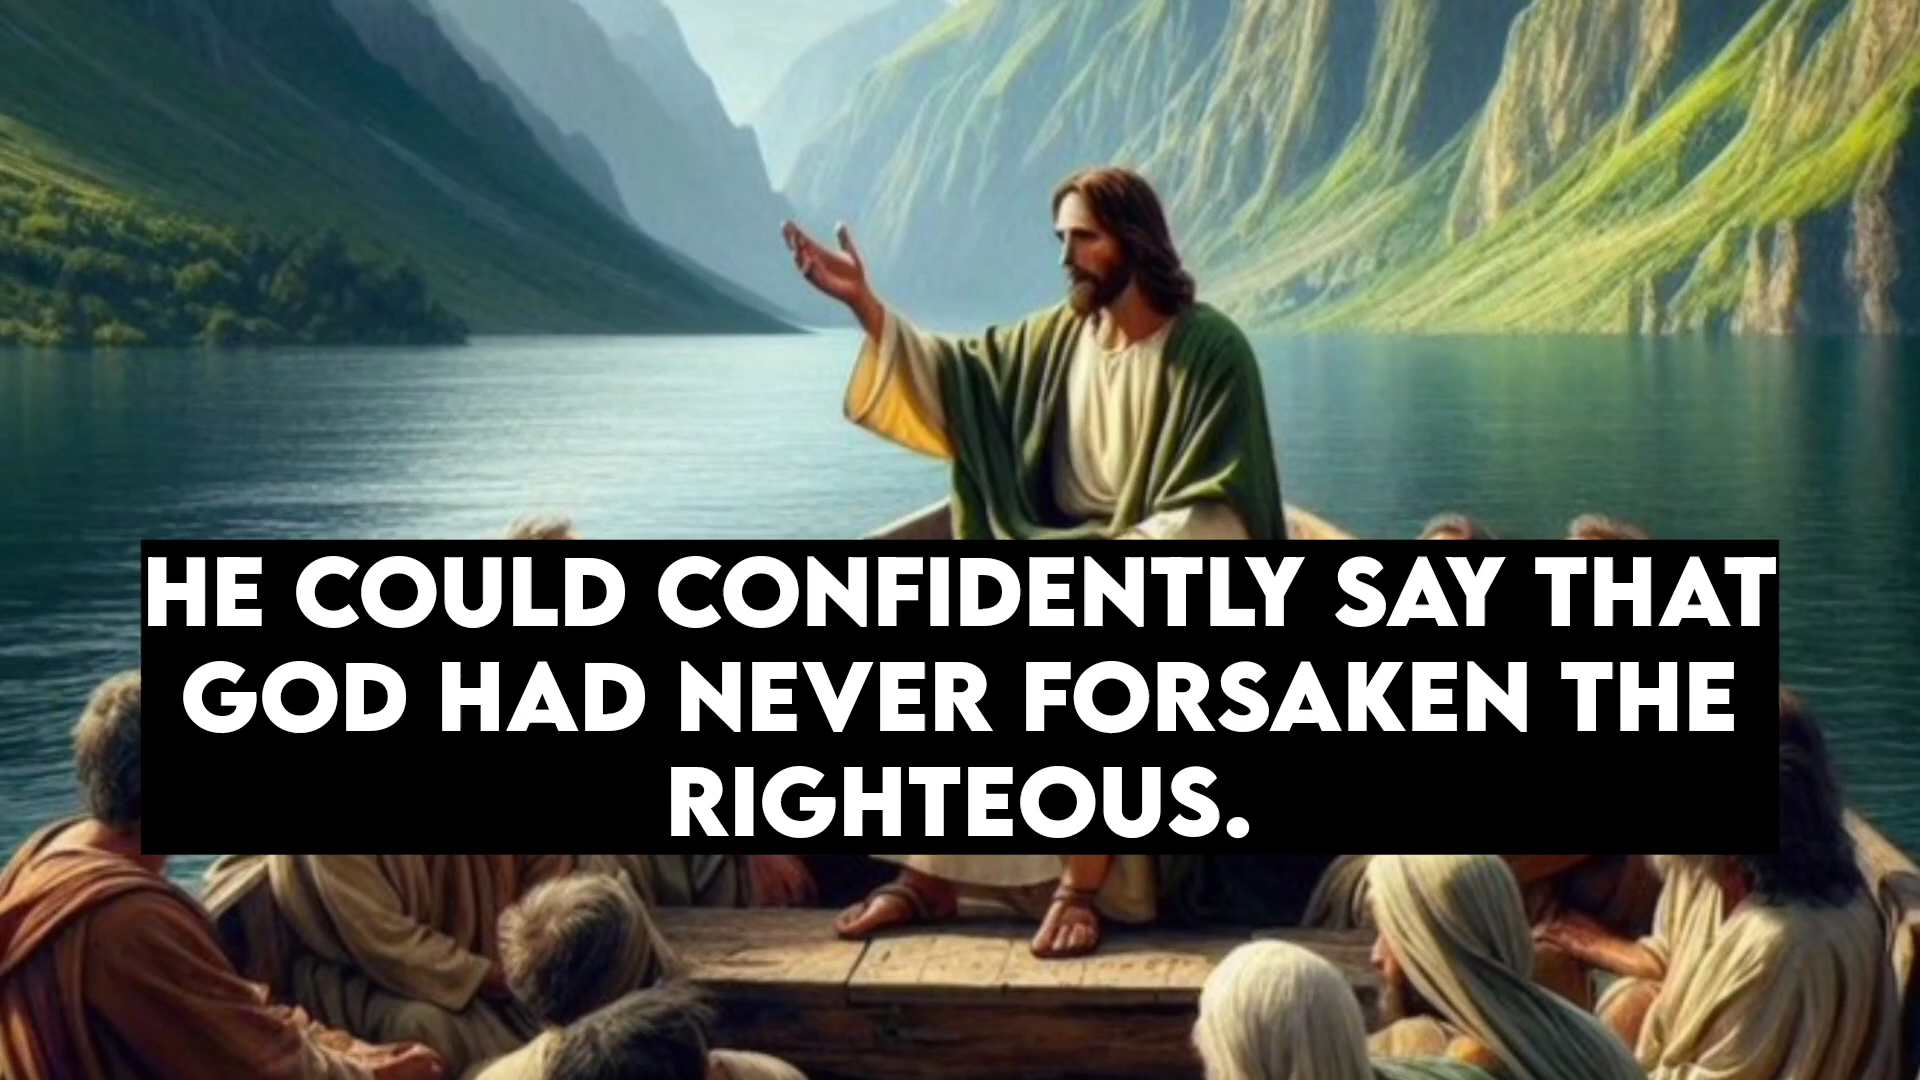 HE COULD CONFIDENTLY SAY THAT
GOD HAD NEVER FORSAKEN THE
RIGHTEOUS.